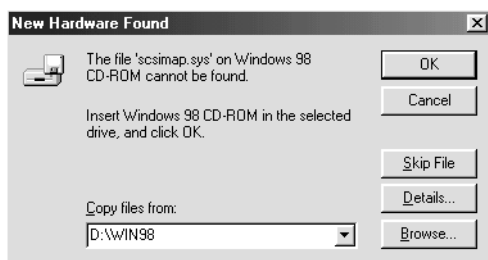 New Hardware Found
The file 'scsimap.sys' on Windows 98
CD-ROM cannot be found.
Insert Windows 98 CD-ROM in the selected
drive, and click OK.
Copy files from:
D:\WIN98
OK
Cancel
Skip File
Details...
Browse...